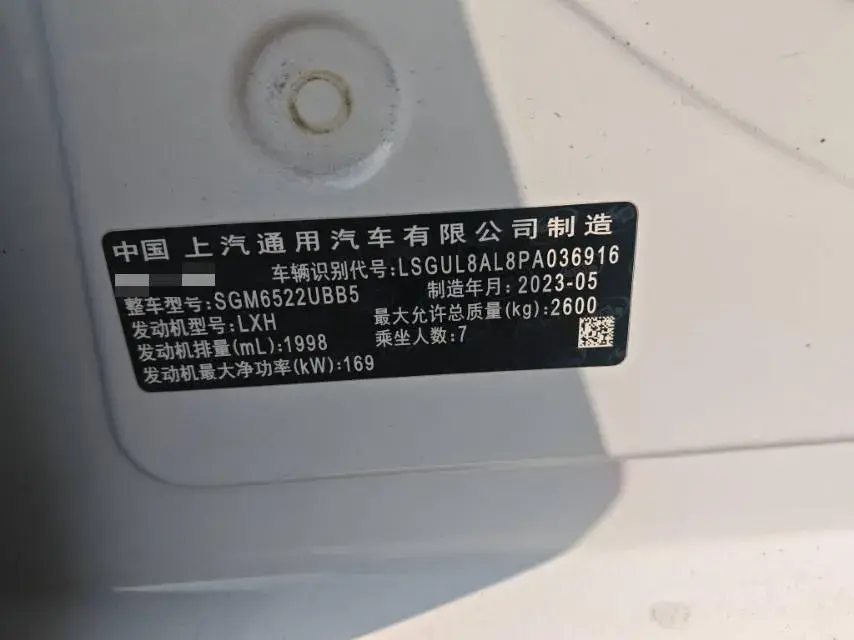 中国 上汽通用汽车有限公司制造
车辆识别代号:LSGUL8AL8PA036916
整车型号:SGM6522UBB5
制造年月:2023-05
发动机型号:LXH
最大允许总质量(kg):2600
发动机排量(mL):1998
乘坐人数:7
发动机最大净功率(kW):169